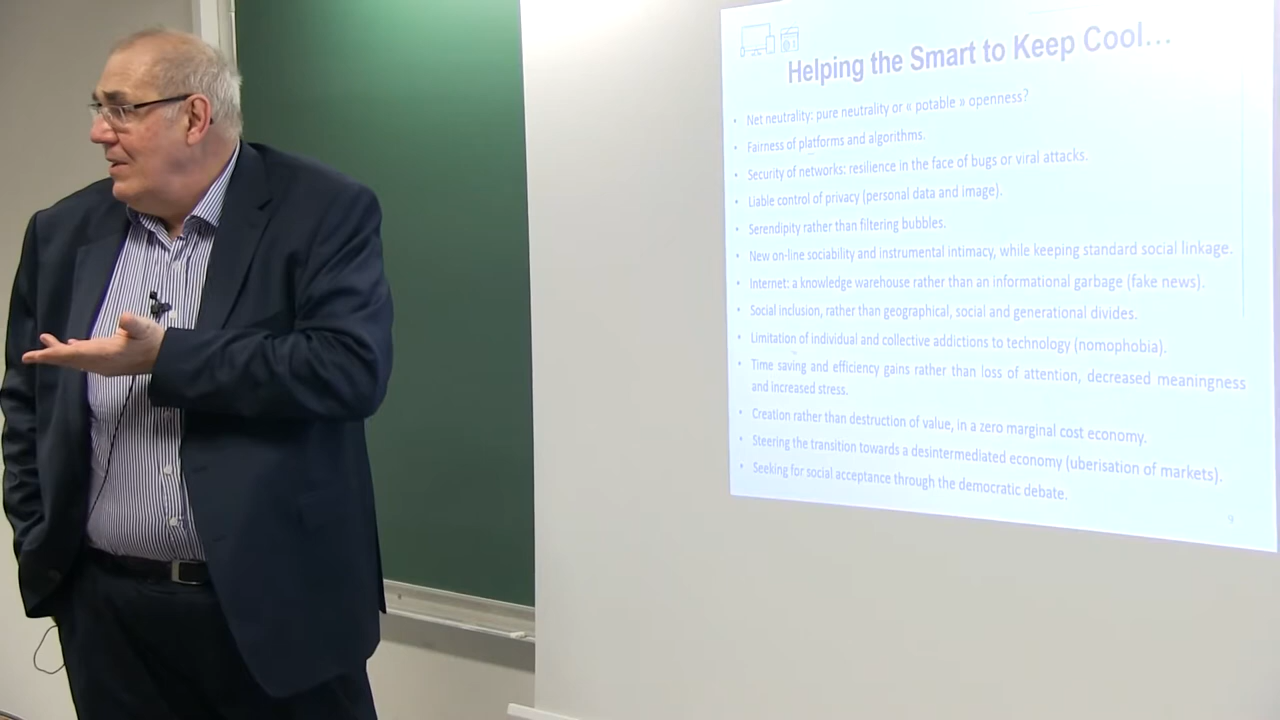 Helping the Smart to Keep Cool…
• Net neutrality: pure neutrality or « potable » openness?
• Fairness of platforms and algorithms.
• Security of networks: resilience in the face of bugs or viral attacks.
• Liable control of privacy (personal data and image).
• Serendipity rather than filtering bubbles.
• New on-line sociability and instrumental intimacy, while keeping standard social linkage.
• Internet: a knowledge warehouse rather than an informational garbage (fake news).
• Social inclusion, rather than geographical, social and generational divides.
• Limitation of individual and collective addictions to technology (nomophobia).
• Time saving and efficiency gains rather than loss of attention, decreased meaningness
and increased stress.
• Creation rather than destruction of value, in a zero marginal cost economy.
• Steering the transition towards a desintermediated economy (uberisation of markets).
• Seeking for social acceptance through the democratic debate.
9